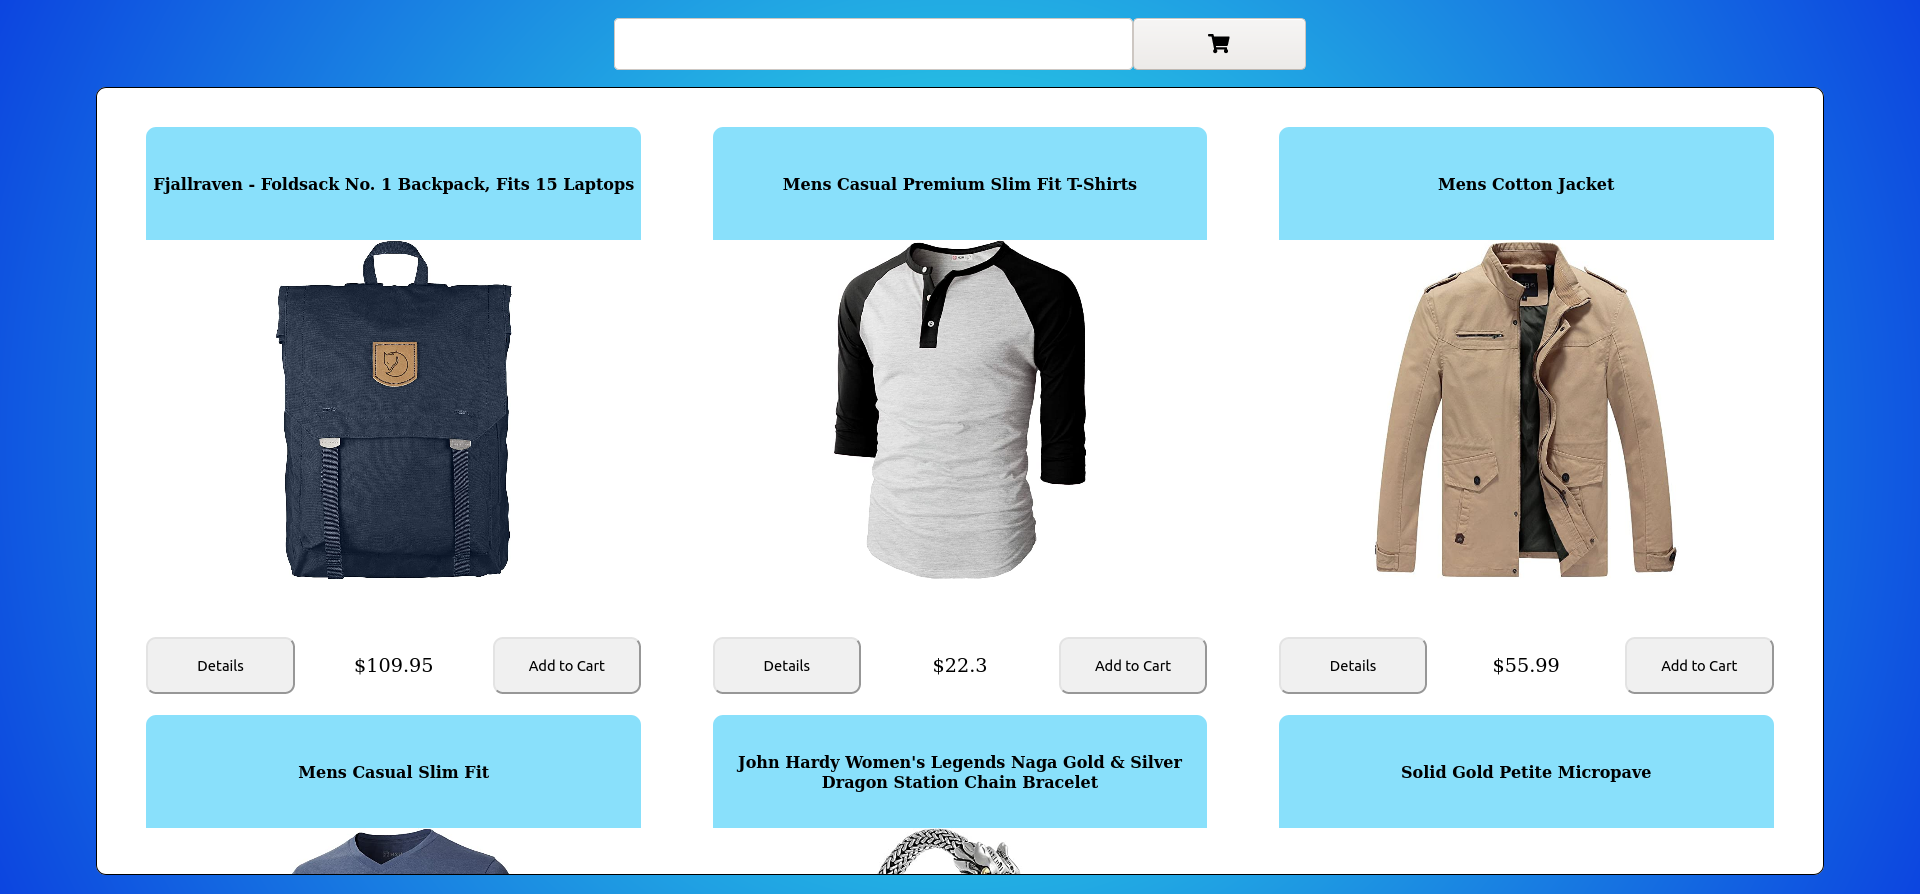 Fjallraven - Foldsack No. 1 Backpack, Fits 15 Laptops
Mens Casual Premium Slim Fit T-Shirts
Mens Cotton Jacket
Details
$109.95
Add to Cart
Details
$22.3
Add to Cart
Details
$55.99
Add to Cart
Mens Casual Slim Fit
John Hardy Women's Legends Naga Gold & Silver
Dragon Station Chain Bracelet
Solid Gold Petite Micropave